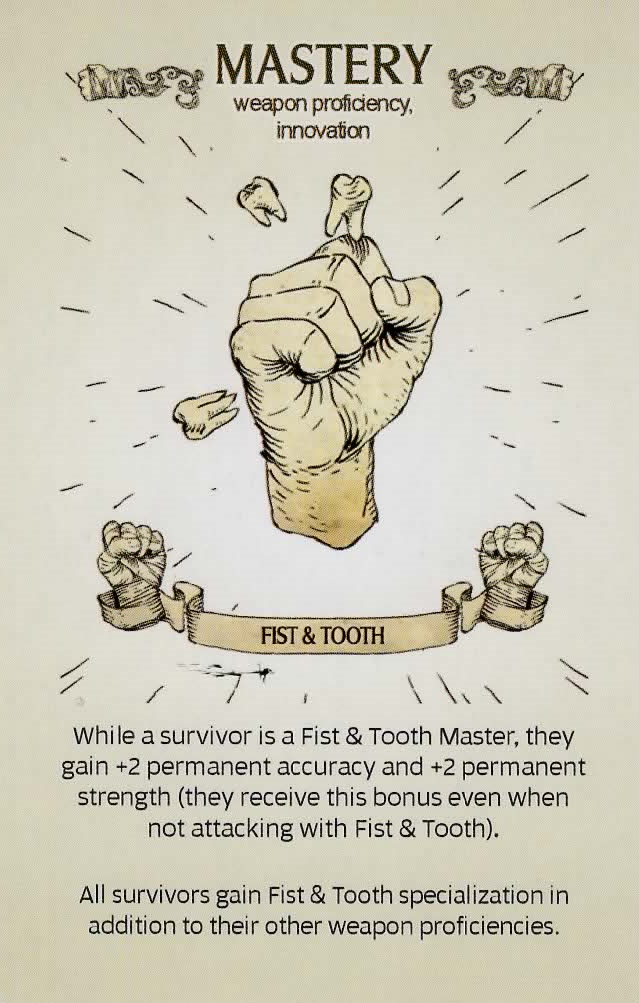 MASTERY
weapon proficiency,
innovation
FIST & TOOTH
While a survivor is a Fist & Tooth Master, they
gain +2 permanent accuracy and +2 permanent
strength (they receive this bonus even when
not attacking with Fist & Tooth).
All survivors gain Fist & Tooth specialization in
addition to their other weapon proficiencies.